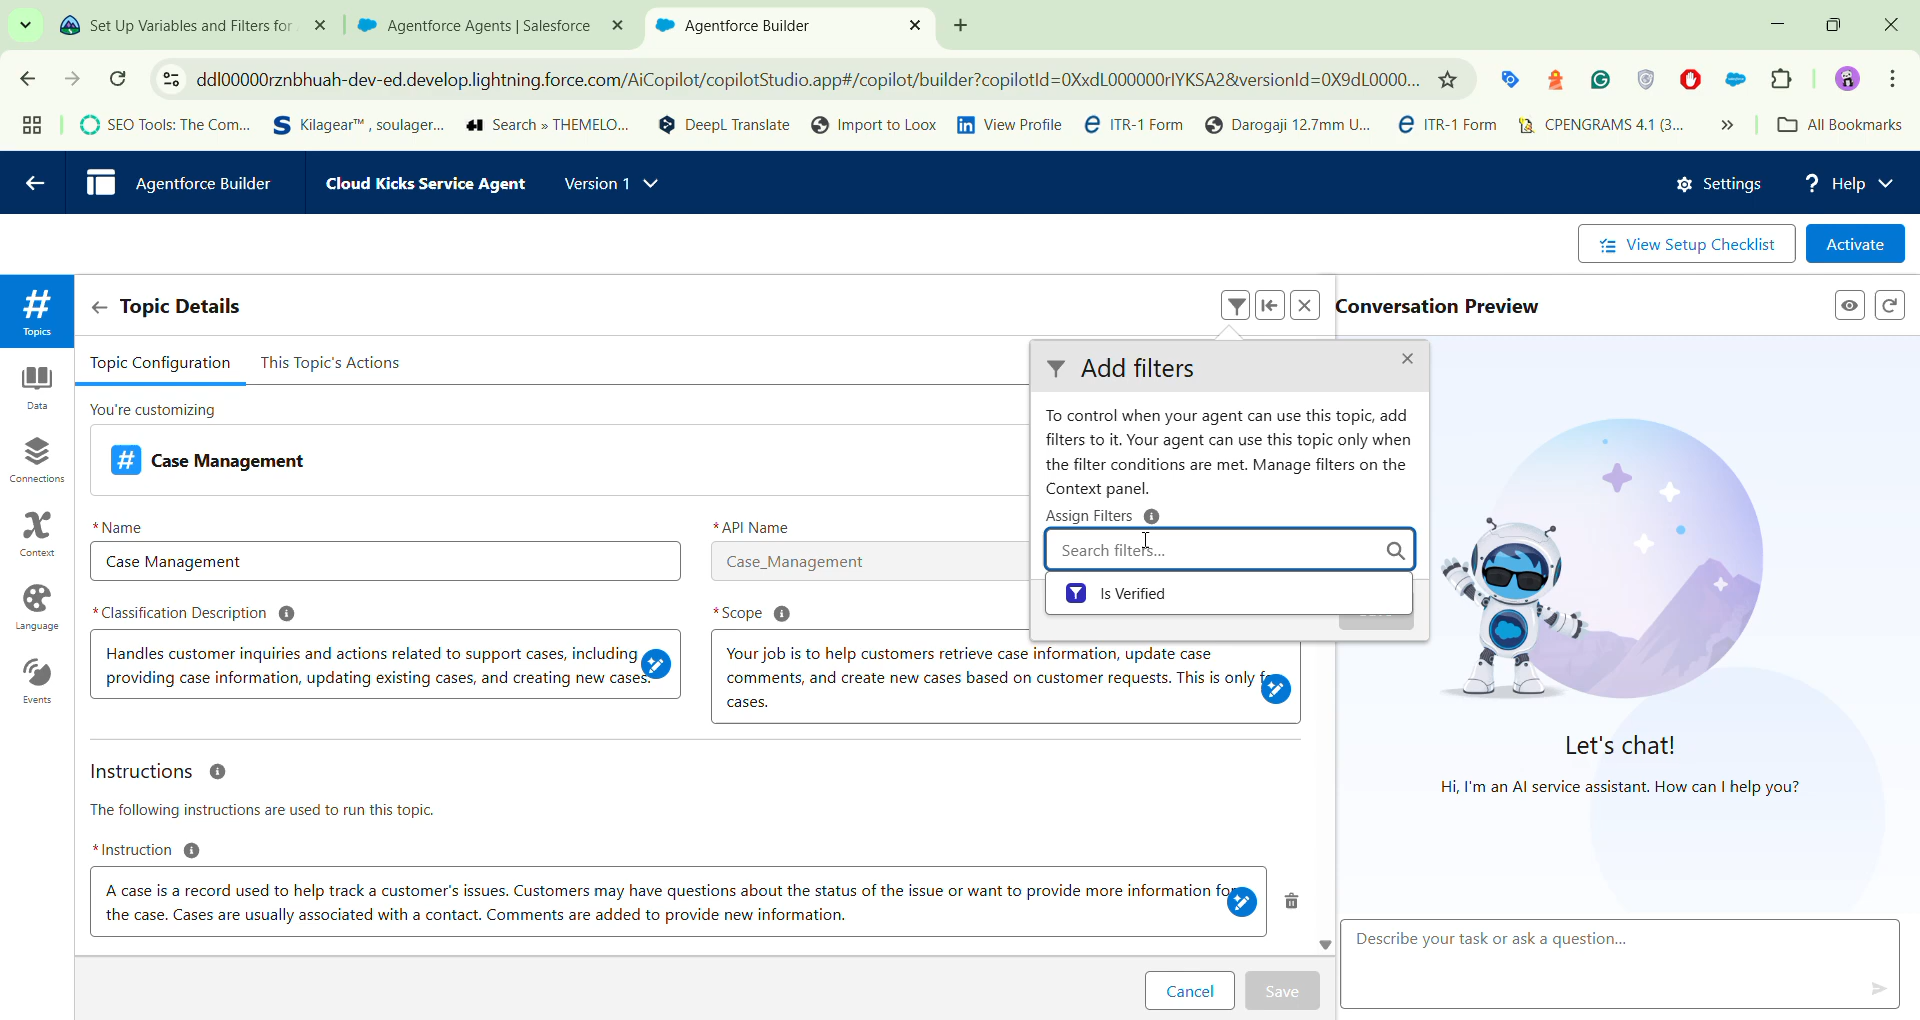 Set Up Variables and Filters for
Agentforce Agents | Salesforce
Agentforce Builder
ddl00000rznbhuah-dev-ed.develop.lightning.force.com/AiCopilot/copilotStudio.app#/copilot/builder?copilotId=0XxdL000000rIYKSA2&versionId=0X9dL0000...
SEO Tools: The Com...
Kilagear™ , soulager...
Search » THEMELO...
DeepL Translate
Import to Loox
View Profile
ITR-1 Form
Darogaji 12.7mm U...
ITR-1 Form
CPENGRAMS 4.1 (3...
All Bookmarks
Agentforce Builder
Cloud Kicks Service Agent
Version 1
Settings
? Help
View Setup Checklist
Activate
Topics
Data
Connections
Context
Language
Events
Topic Details
Topic Configuration
This Topic's Actions
You're customizing
Case Management
* Name
Case Management
* API Name
Case_Management
* Classification Description
Handles customer inquiries and actions related to support cases, including
providing case information, updating existing cases, and creating new cases.
* Scope
Your job is to help customers retrieve case information, update case
comments, and create new cases based on customer requests. This is only
cases.
Instructions
The following instructions are used to run this topic.
* Instruction
A case is a record used to help track a customer's issues. Customers may have questions about the status of the issue or want to provide more information for
the case. Cases are usually associated with a contact. Comments are added to provide new information.
Cancel
Save
Add filters
To control when your agent can use this topic, add
filters to it. Your agent can use this topic only when
the filter conditions are met. Manage filters on the
Context panel.
Assign Filters
Search filters...
Is Verified
Conversation Preview
Let's chat!
Hi, I'm an AI service assistant. How can I help you?
Describe your task or ask a question...